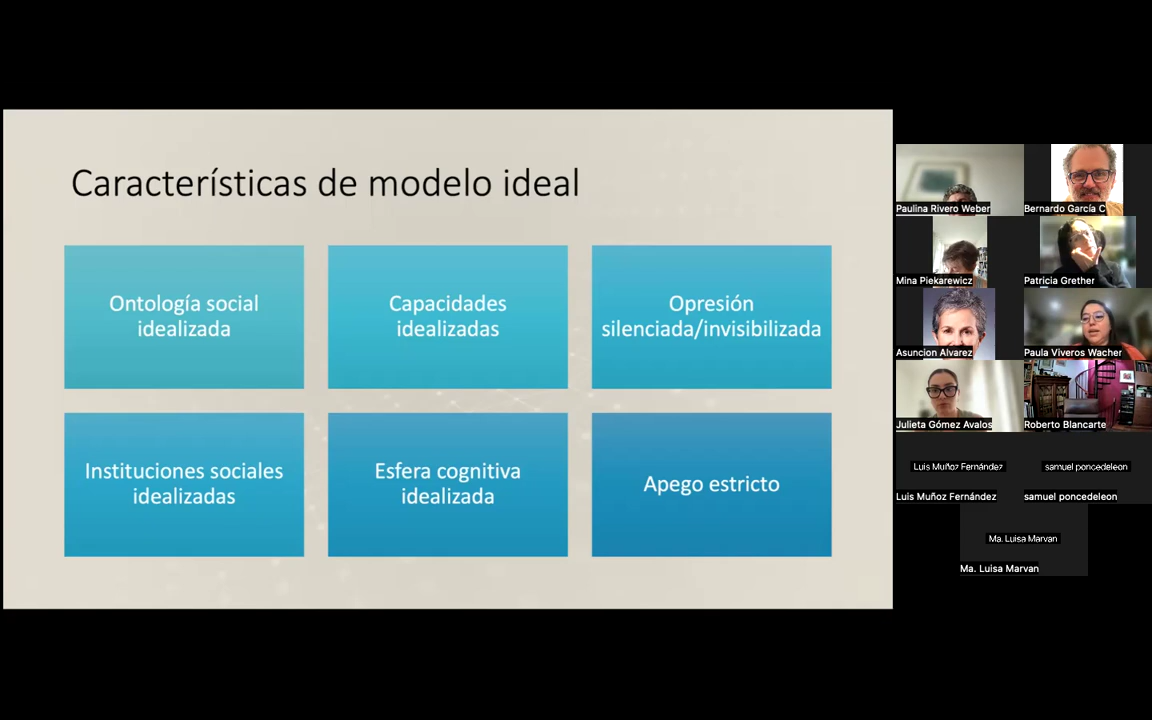 Características de modelo ideal
Ontología social
idealizada
Capacidades
idealizadas
Opresión
silenciada/invisibilizada
Instituciones sociales
idealizadas
Esfera cognitiva
idealizada
Apego estricto
Paulina Rivero Weber
Bernardo García C
Mina Piekarewicz
Patricia Grether
Asuncion Alvarez
Paula Viveros Wacher
Julieta Gómez Avalos
Roberto Blancarte
Luis Muñoz Fernández
samuel poncedeleon
Luis Muñoz Fernández
samuel poncedeleon
Ma. Luisa Marvan
Ma. Luisa Marvan